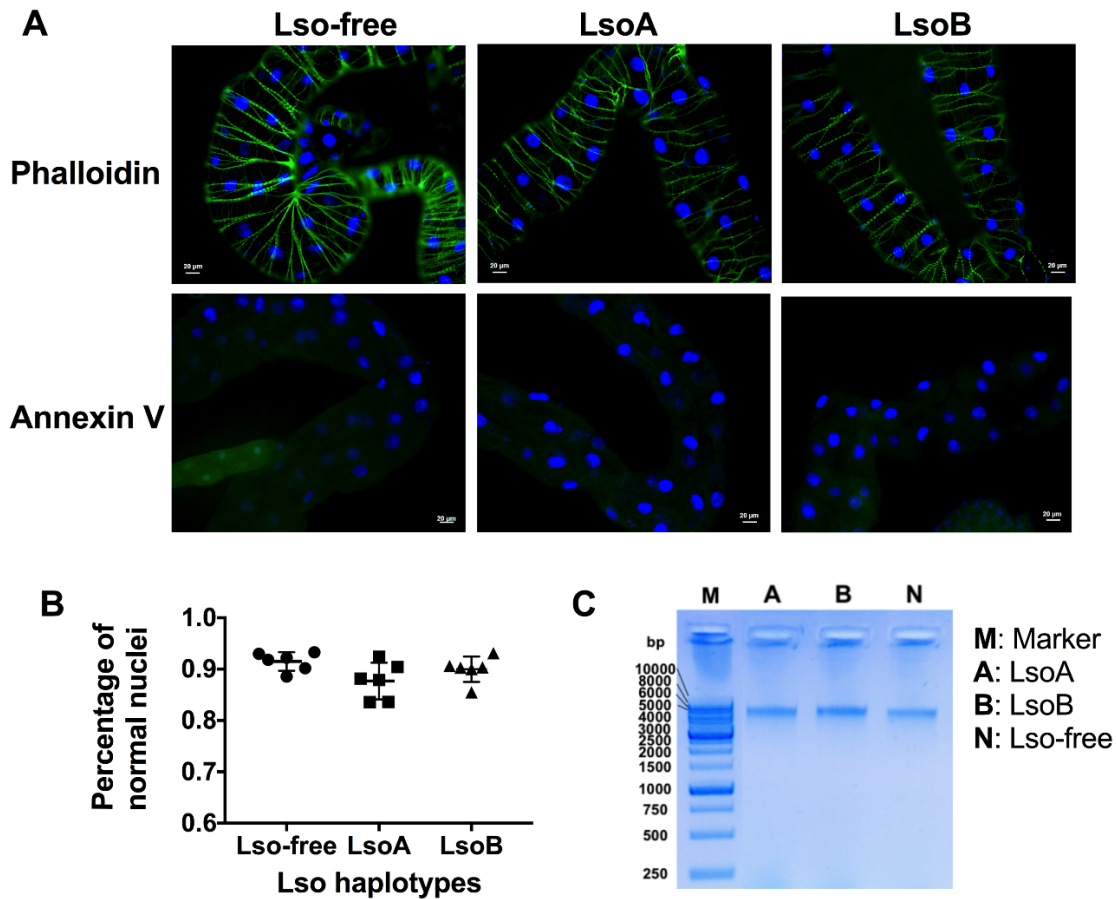 A
Lso-free LsoA LsoB
Phalloidin
20 µm 20 µm 20 µm
Annexin V
20 µm 20 µm 20 µm
B
Percentage of
normal nuclei
1.0
0.9
0.8
0.7
0.6
Lso-free LsoA LsoB
Lso haplotypes
C
M A B N
bp
10000
8000
6000
5000
4000
3000
2500
2000
1500
1000
750
500
250
M: Marker
A: LsoA
B: LsoB
N: Lso-free